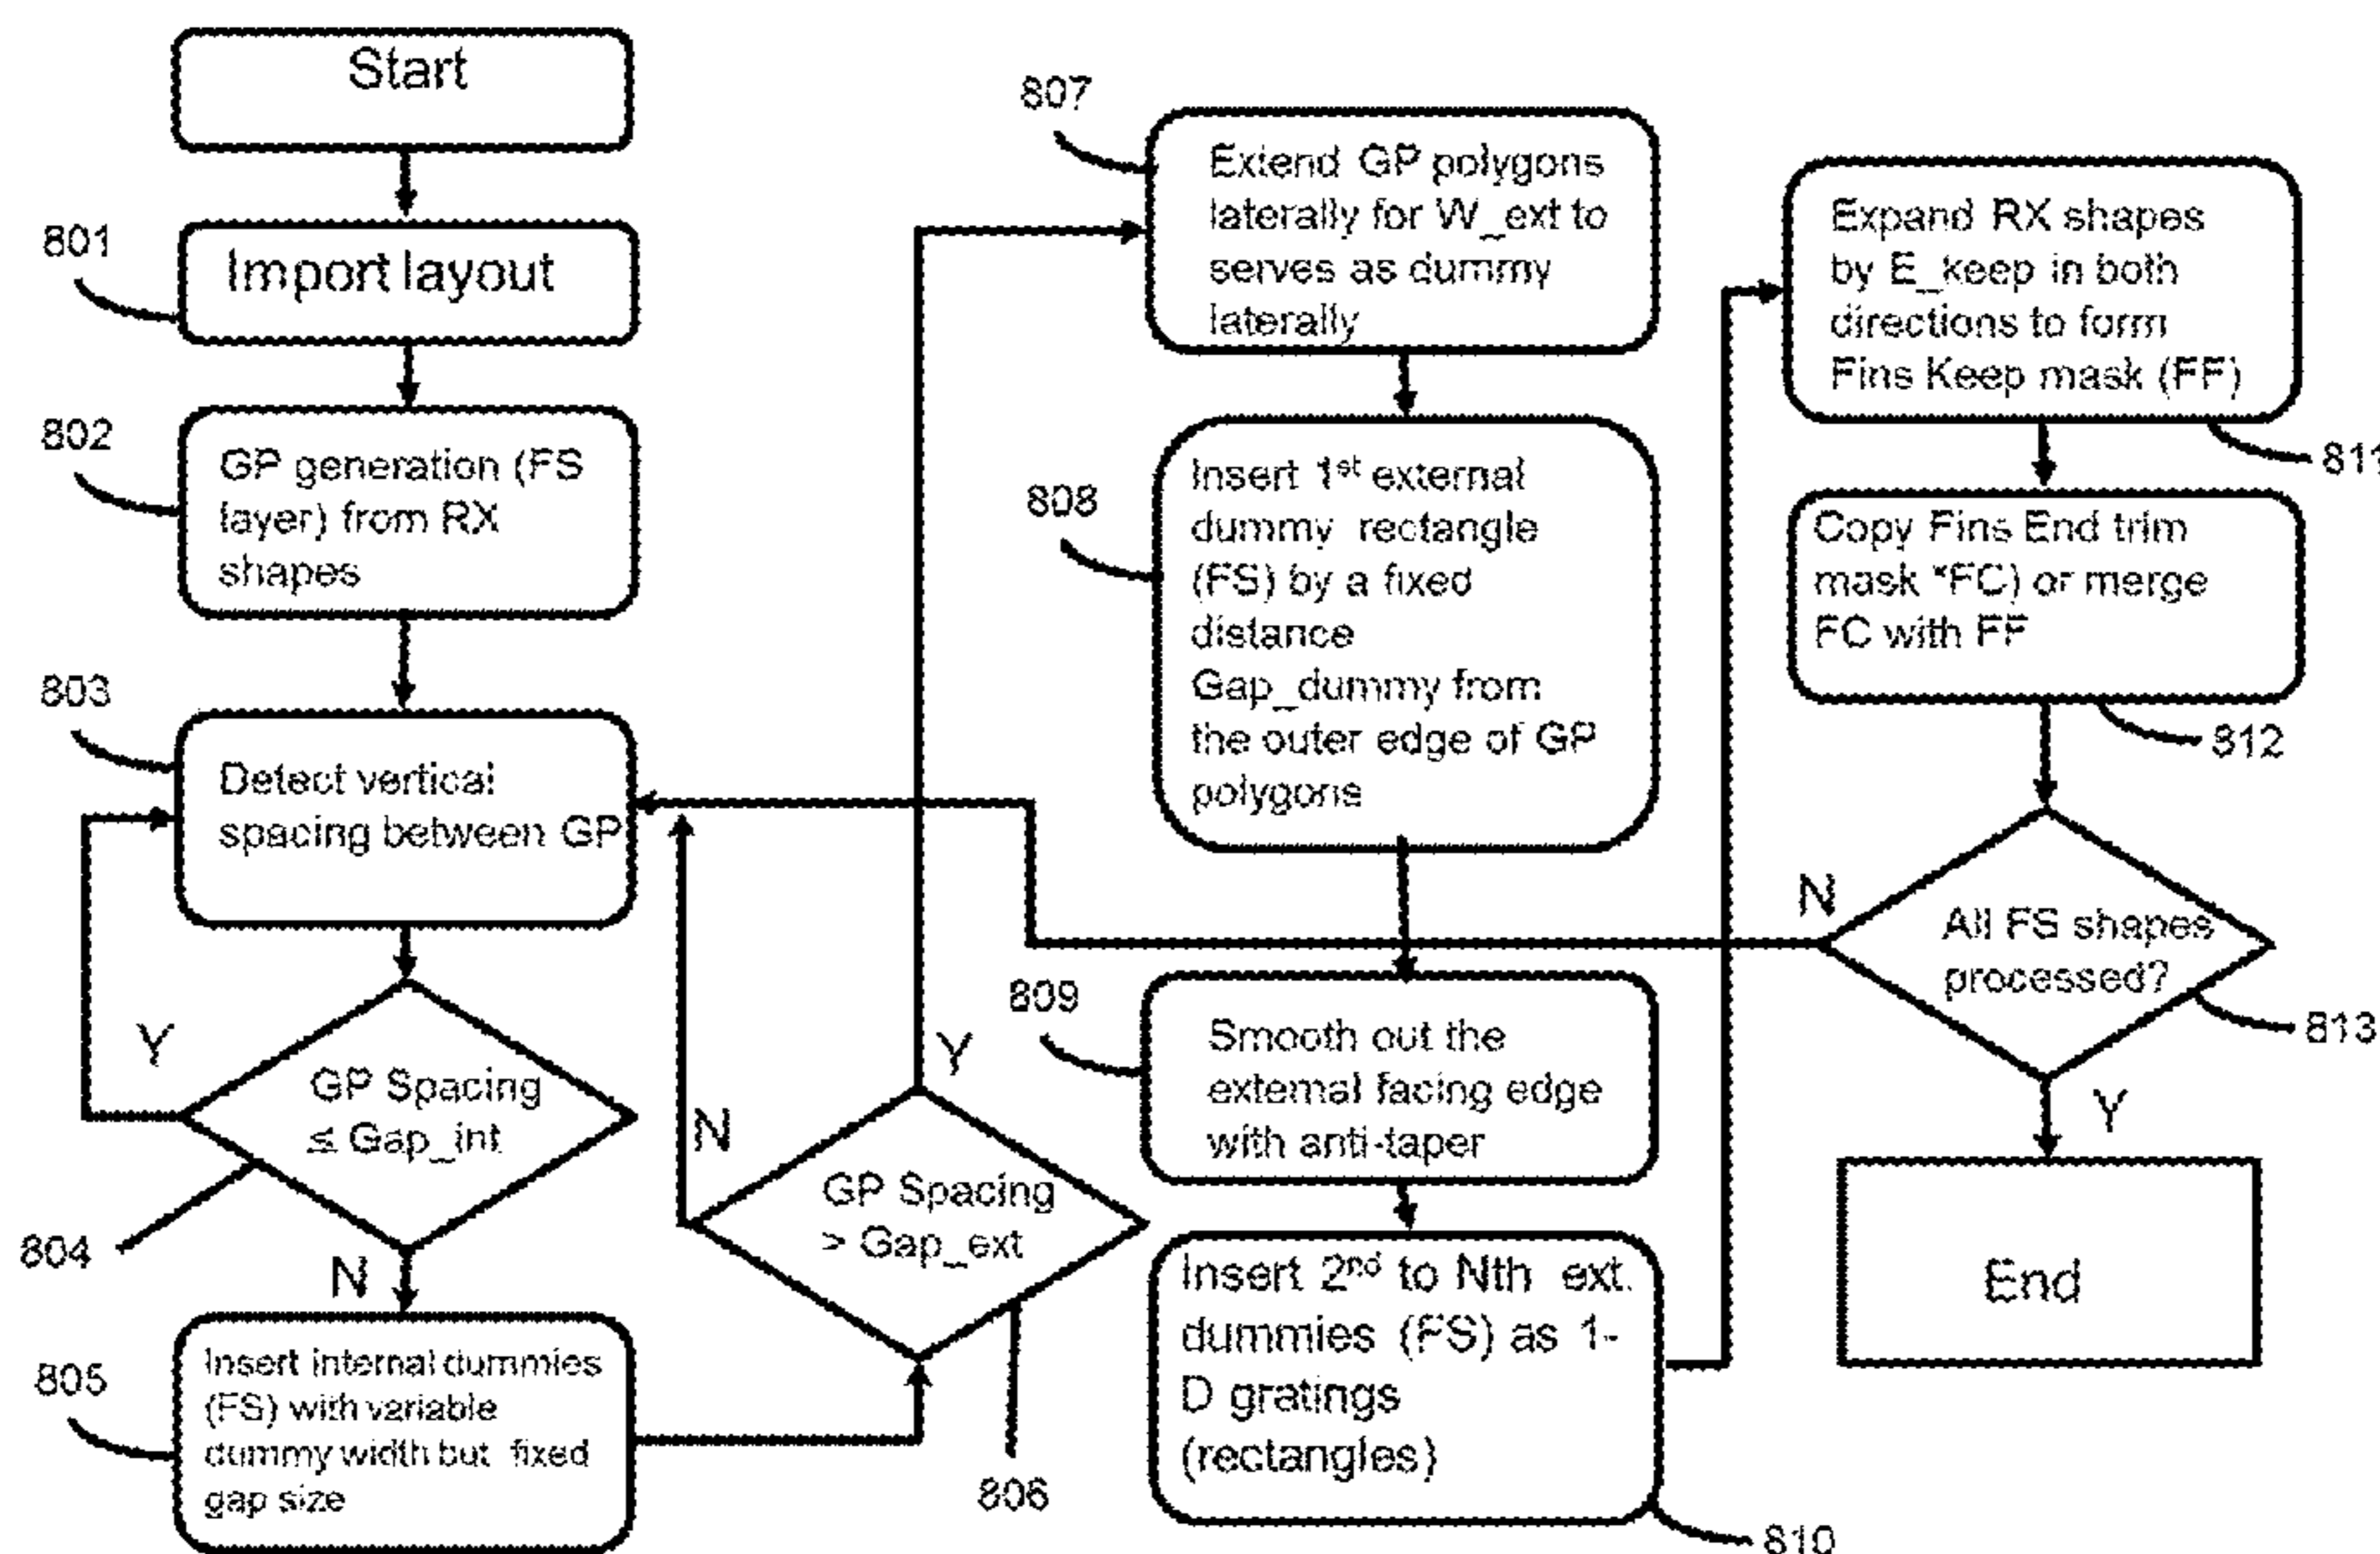 Start
801
Import layout
802
GP generation (FS
layer) from RX
shapes
803
Detect vertical
spacing between GP
Y
GP Spacing
≤ Gap_int
804
N
805
Insert internal dummies
(FS) with variable
dummy width but fixed
gap size
N
Y
GP Spacing
> Gap_ext
806
807
Extend GP polygons
laterally for W_ext to
serves as dummy
laterally
808
Insert 1st external
dummy rectangle
(FS) by a fixed
distance
Gap_dummy from
the outer edge of GP
polygons
809
Smooth out the
external facing edge
with anti-taper
Insert 2nd to Nth ext.
dummies (FS) as 1-
D gratings
(rectangles)
810
Expand RX shapes
by E_keep in both
directions to form
Fins Keep mask (FF)
811
Copy Fins End trim
mask *FC) or merge
FC with FF
812
N
All FS shapes
processed?
813
Y
End